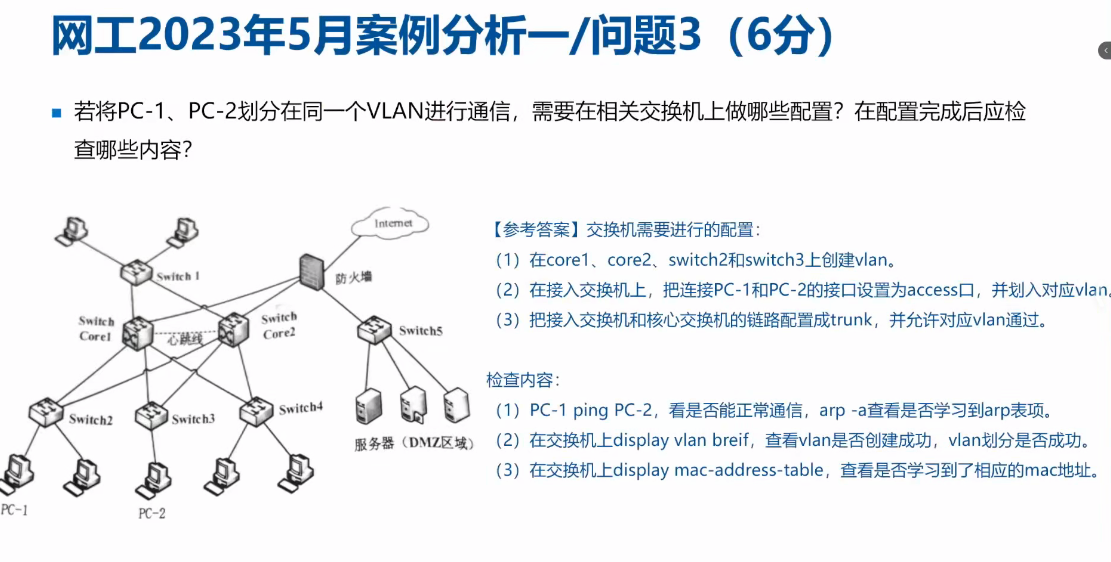 网工2023年5月案例分析一/问题3（6分）
若将PC-1、PC-2划分在同一个VLAN进行通信，需要在相关交换机上做哪些配置？在配置完成后应检
查哪些内容？
Internet
Switch 1
防火墙
Switch
Core1
心跳线
Switch
Core2
Switch5
Switch2
Switch3
Switch4
服务器（DMZ区域）
PC-1
PC-2
【参考答案】交换机需要进行的配置：
（1）在core1、core2、switch2和switch3上创建vlan。
（2）在接入交换机上，把连接PC-1和PC-2的接口设置为access口，并划入对应vlan。
（3）把接入交换机和核心交换机的链路配置成trunk，并允许对应vlan通过。
检查内容：
（1）PC-1 ping PC-2，看是否能正常通信，arp -a查看是否学习到arp表项。
（2）在交换机上display vlan breif，查看vlan是否创建成功，vlan划分是否成功。
（3）在交换机上display mac-address-table，查看是否学习到了相应的mac地址。